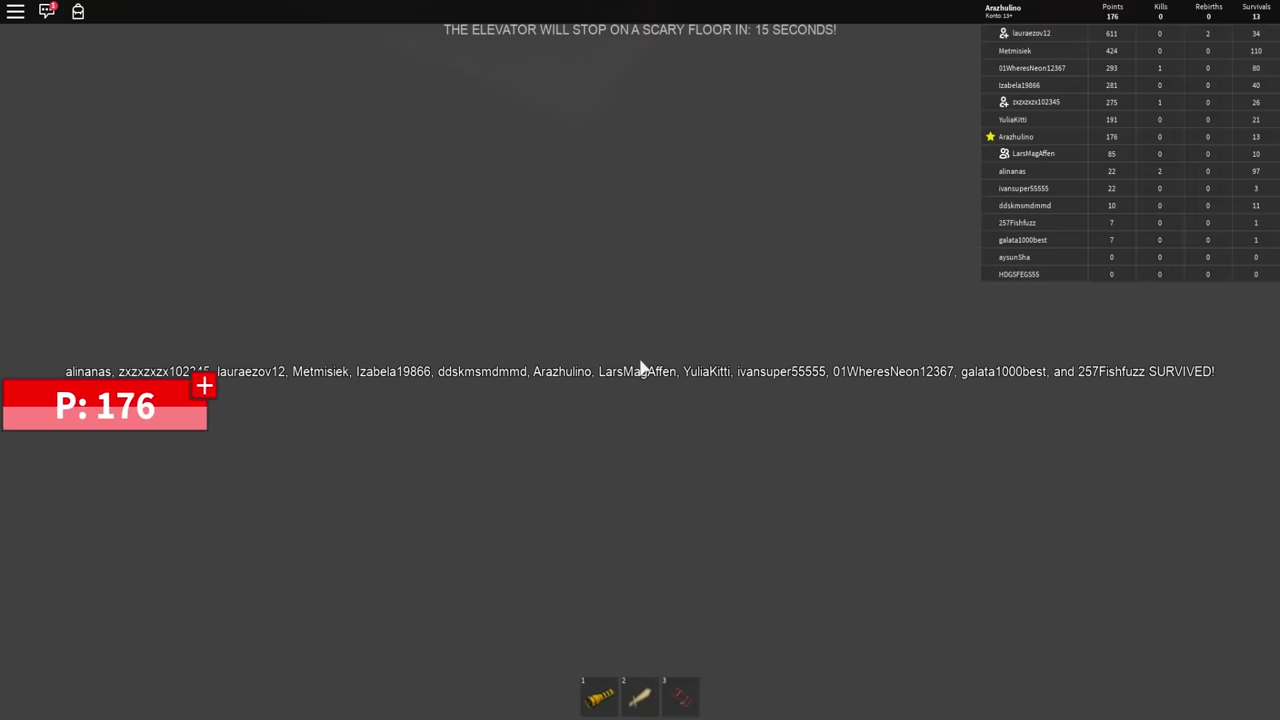 Arazhulino
Konto: 13+
Points Kills Rebirths Survivals
176 0 0 13
THE ELEVATOR WILL STOP ON A SCARY FLOOR IN: 15 SECONDS!
lauraezov12 611 0 2 34
Metmisiek 424 0 0 110
01WheresNeon12367 293 1 0 80
Izabela19866 281 0 0 40
zxzxzxzx102345 275 1 0 26
YuliaKitti 191 0 0 21
Arazhulino 176 0 0 13
LarsMagAffen 85 0 0 10
alinanas 22 2 0 97
ivansuper55555 22 0 0 3
ddskmsmdmmd 10 0 0 11
257Fishfuzz 7 0 0 1
galata1000best 7 0 0 1
aysunSha 0 0 0 0
HDGSFEGS55 0 0 0 0
alinanas, zxzxzxzx102345, lauraezov12, Metmisiek, Izabela19866, ddskmsmdmmd, Arazhulino, LarsMagAffen, YuliaKitti, ivansuper55555, 01WheresNeon12367, galata1000best, and 257Fishfuzz SURVIVED!
P: 176
+
1 2 3